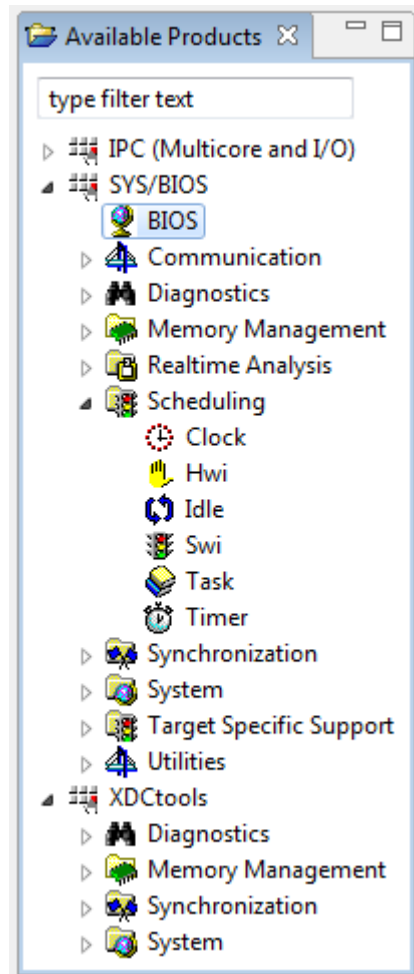 Available Products
type filter text
IPC (Multicore and I/O)
SYS/BIOS
BIOS
Communication
Diagnostics
Memory Management
Realtime Analysis
Scheduling
Clock
Hwi
Idle
Swi
Task
Timer
Synchronization
System
Target Specific Support
Utilities
XDCtools
Diagnostics
Memory Management
Synchronization
System